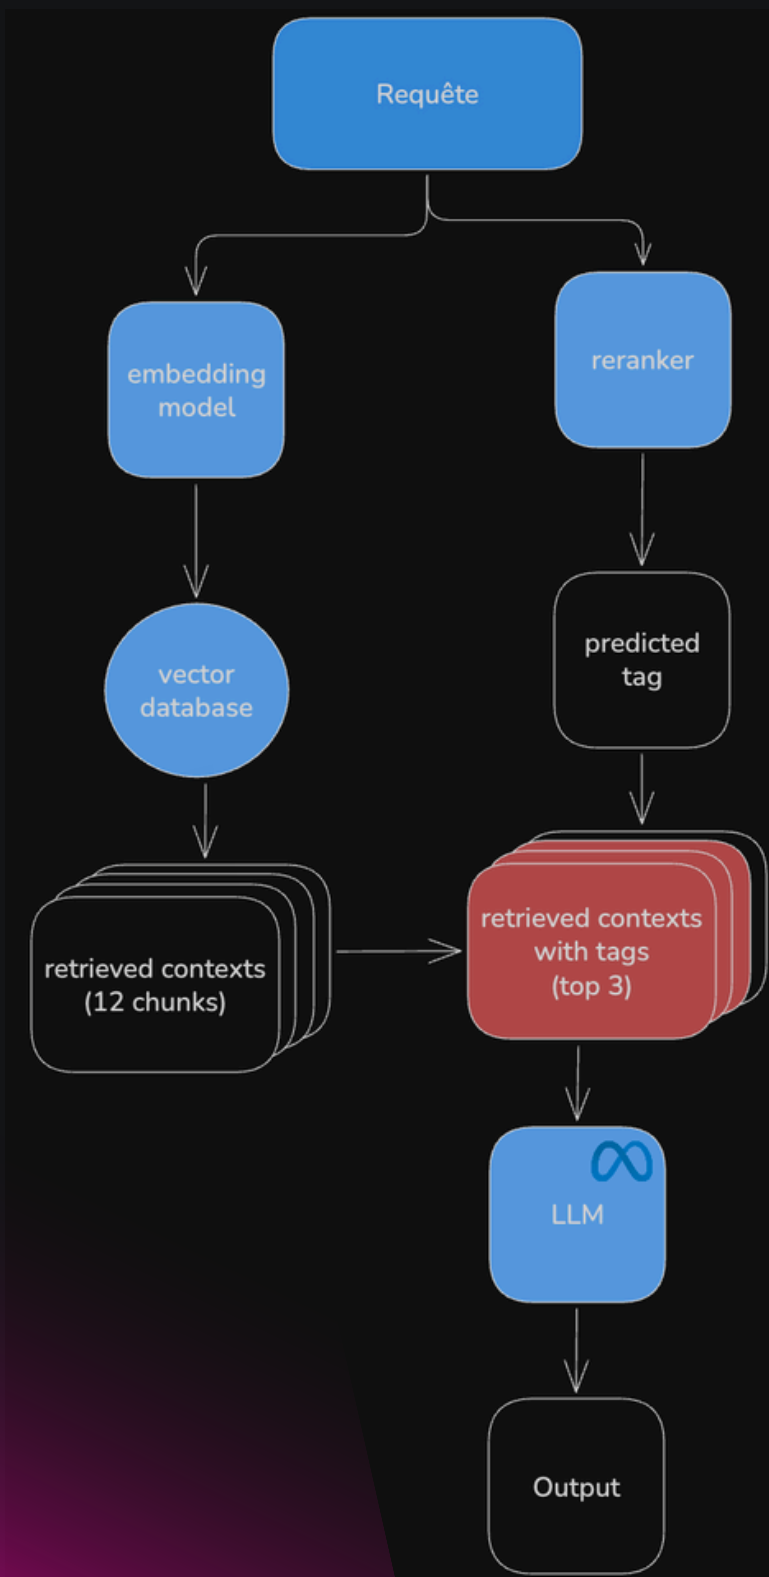 Requête
embedding
model
reranker
vector
database
predicted
tag
retrieved contexts
(12 chunks)
retrieved contexts
with tags
(top 3)
LLM
Output